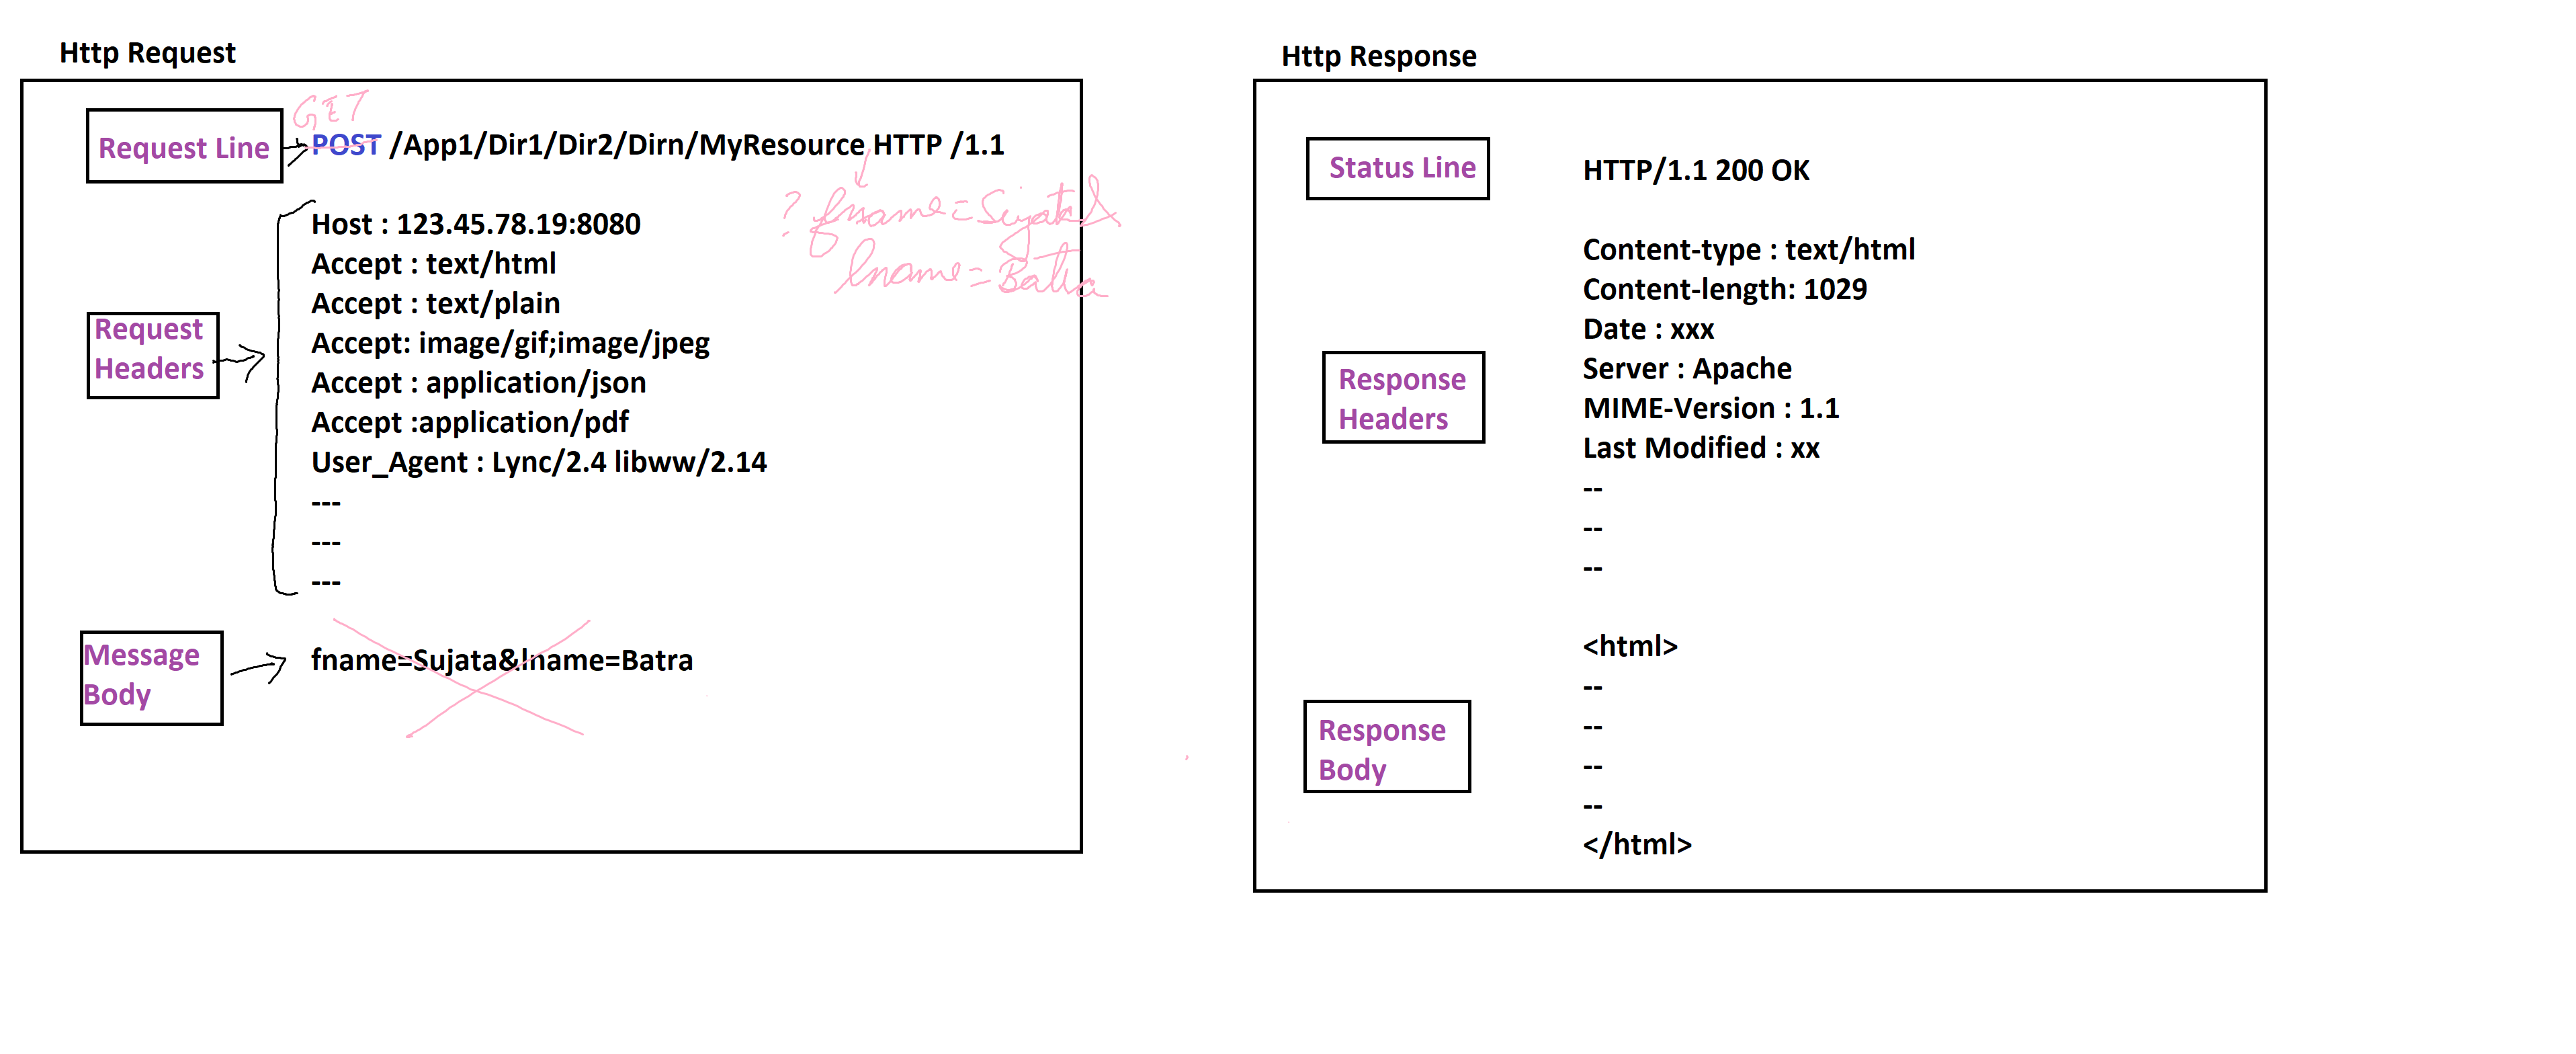 Http Request
GET
Request Line
POST /App1/Dir1/Dir2/Dirn/MyResource HTTP /1.1
? fname=Sujata&
lname=Batra
Request
Headers
Host : 123.45.78.19:8080
Accept : text/html
Accept : text/plain
Accept: image/gif;image/jpeg
Accept : application/json
Accept :application/pdf
User_Agent : Lync/2.4 libww/2.14
---
---
---
Message
Body
fname=Sujata&lname=Batra
Http Response
Status Line
HTTP/1.1 200 OK
Response
Headers
Content-type : text/html
Content-length: 1029
Date : xxx
Server : Apache
MIME-Version : 1.1
Last Modified : xx
--
--
--
Response
Body
<html>
--
--
--
--
</html>